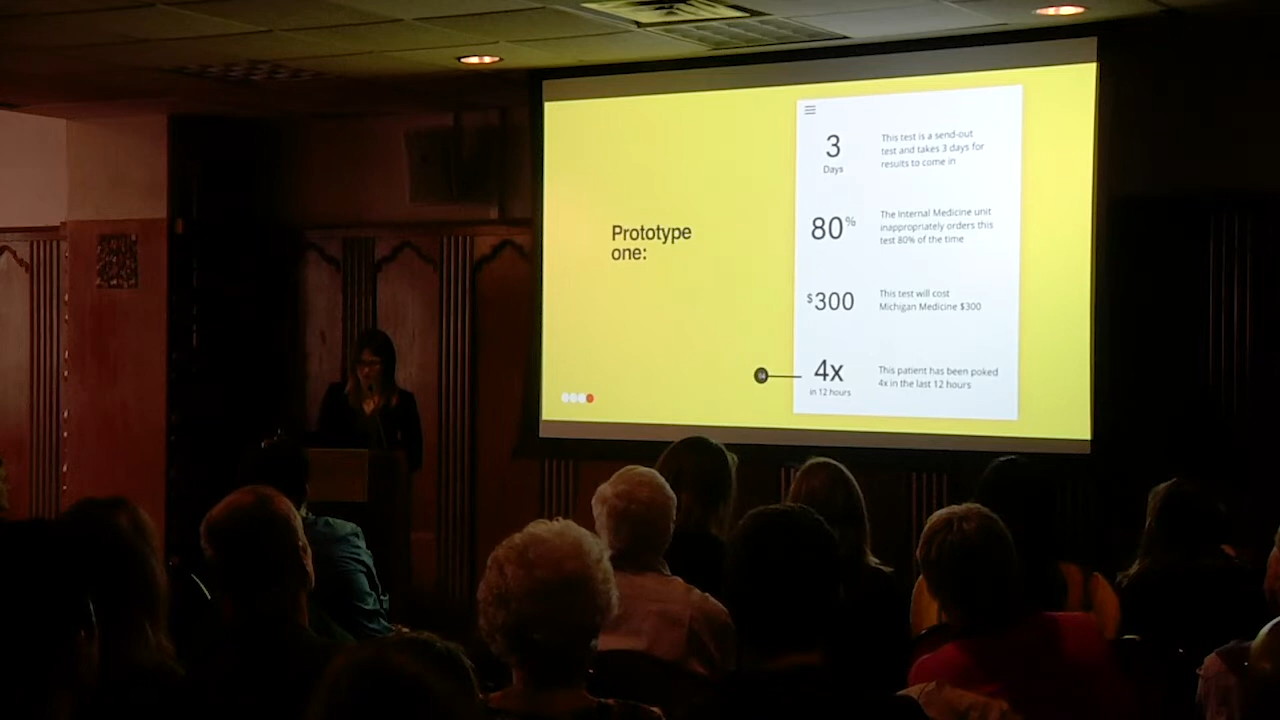 Prototype
one:
3
Days
This test is a send-out
test and takes 3 days for
results to come in
80%
The Internal Medicine unit
inappropriately orders this
test 80% of the time
$300
This test will cost
Michigan Medicine $300
4x
in 12 hours
This patient has been poked
4x in the last 12 hours